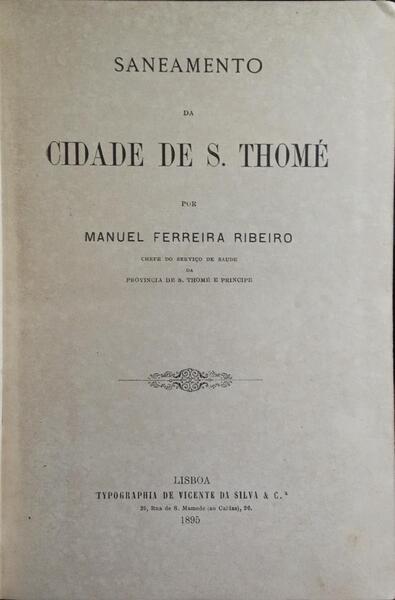 SANEAMENTO
DA
CIDADE DE S. THOMÉ
POR
MANUEL FERREIRA RIBEIRO
CHEFE DO SERVIÇO DE SAUDE
DA
PROVINCIA DE S. THOMÉ E PRINCIPE
LISBOA
TYPOGRAPHIA DE VICENTE DA SILVA & C.ª
Rua de S. Mamede (ao Caldas), 26.
1895